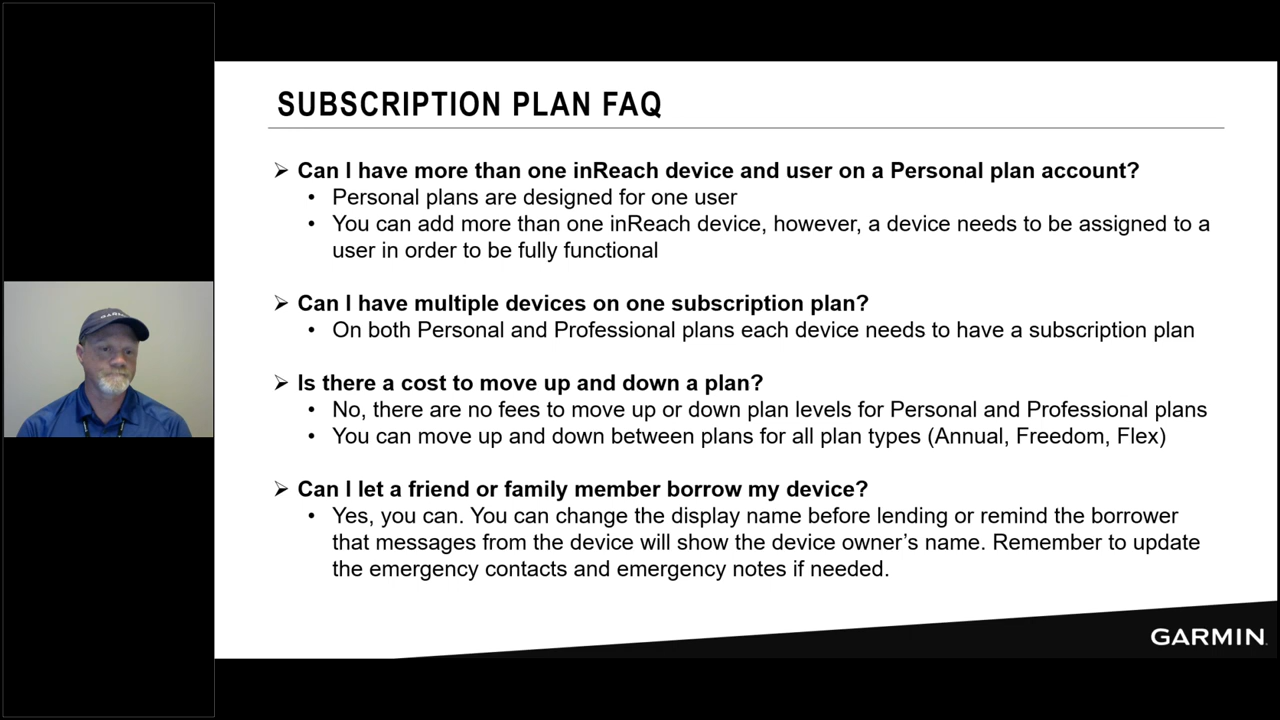 SUBSCRIPTION PLAN FAQ
➢ Can I have more than one inReach device and user on a Personal plan account?
• Personal plans are designed for one user
• You can add more than one inReach device, however, a device needs to be assigned to a
user in order to be fully functional
➢ Can I have multiple devices on one subscription plan?
• On both Personal and Professional plans each device needs to have a subscription plan
➢ Is there a cost to move up and down a plan?
• No, there are no fees to move up or down plan levels for Personal and Professional plans
• You can move up and down between plans for all plan types (Annual, Freedom, Flex)
➢ Can I let a friend or family member borrow my device?
• Yes, you can. You can change the display name before lending or remind the borrower
that messages from the device will show the device owner’s name. Remember to update
the emergency contacts and emergency notes if needed.
GARMIN